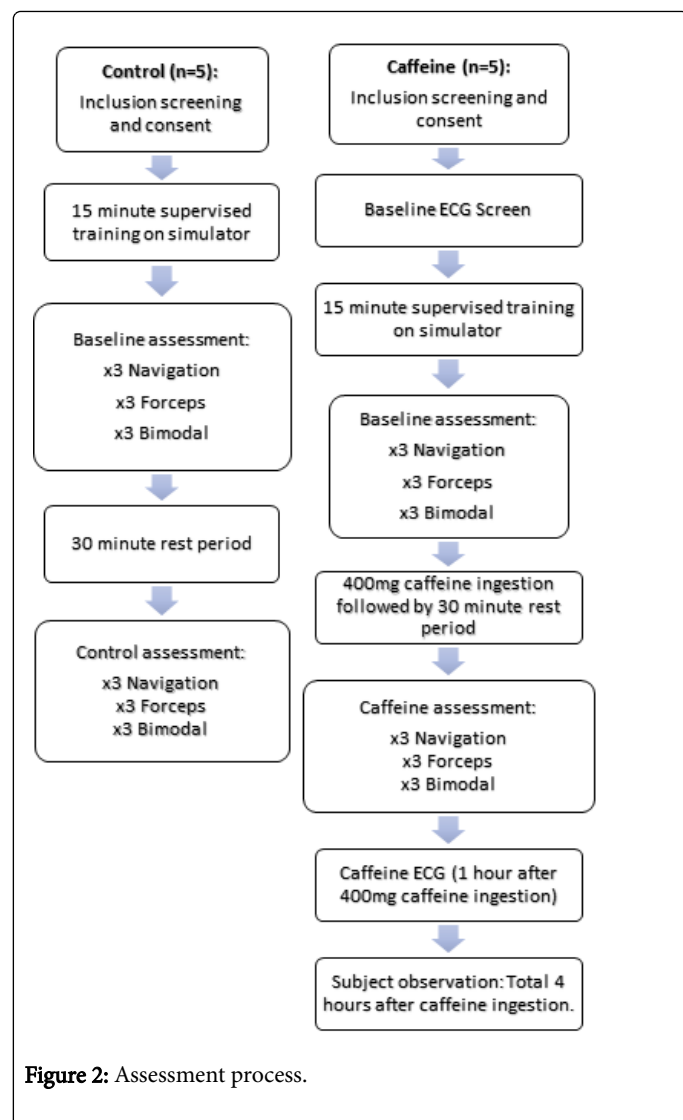 Control (n=5):
Inclusion screening
and consent
15 minute supervised
training on simulator
Baseline assessment:
x3 Navigation
x3 Forceps
x3 Bimodal
30 minute rest period
Control assessment:
x3 Navigation
x3 Forceps
x3 Bimodal
Caffeine (n=5):
Inclusion screening and
consent
Baseline ECG Screen
15 minute supervised training
on simulator
Baseline assessment:
x3 Navigation
x3 Forceps
x3 Bimodal
400mg caffeine ingestion
followed by 30 minute rest
period
Caffeine assessment:
x3 Navigation
x3 Forceps
x3 Bimodal
Caffeine ECG (1 hour after
400mg caffeine ingestion)
Subject observation: Total 4
hours after caffeine ingestion.
Figure 2: Assessment process.